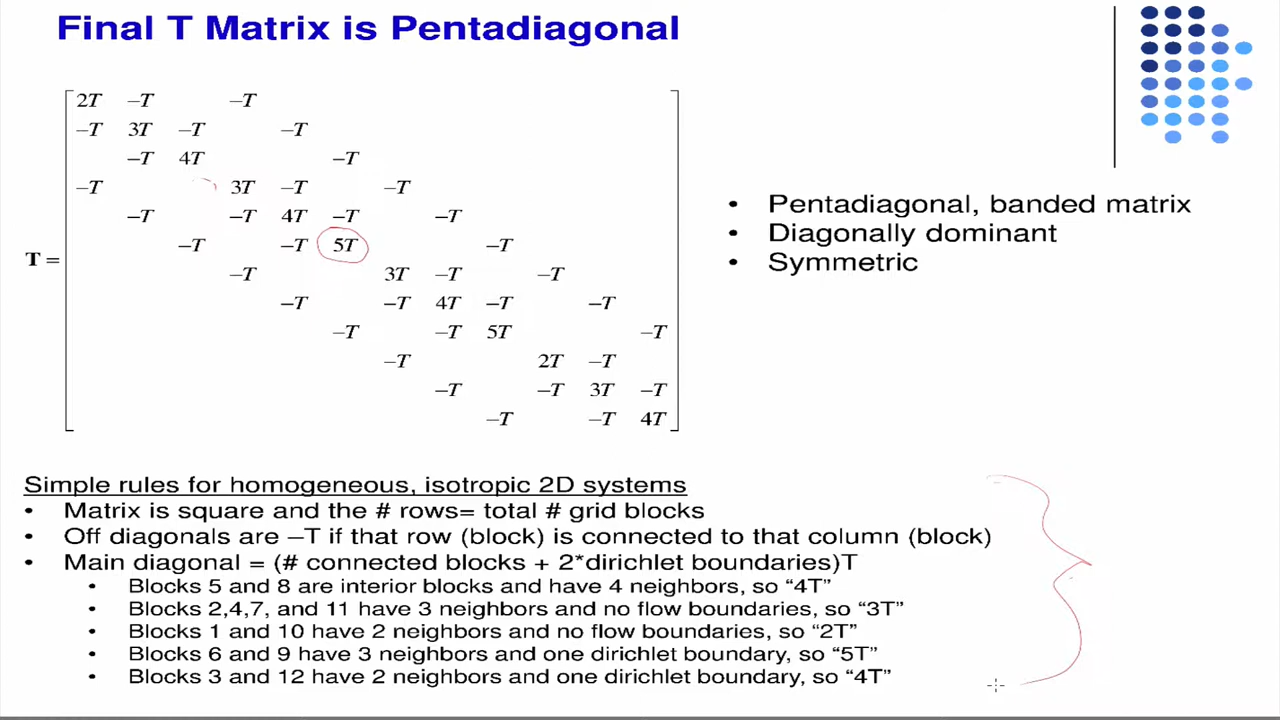 Final T Matrix is Pentadiagonal
2T –T –T
–T 3T –T –T
–T 4T –T
–T 3T –T –T
–T –T 4T –T –T
–T –T 5T –T
T =
–T 3T –T –T
–T –T 4T –T –T
–T –T 5T –T
–T 2T –T
–T –T 3T –T
–T –T 4T
• Pentadiagonal, banded matrix
• Diagonally dominant
• Symmetric
Simple rules for homogeneous, isotropic 2D systems
• Matrix is square and the # rows= total # grid blocks
• Off diagonals are –T if that row (block) is connected to that column (block)
• Main diagonal = (# connected blocks + 2*dirichlet boundaries)T
• Blocks 5 and 8 are interior blocks and have 4 neighbors, so “4T”
• Blocks 2,4,7, and 11 have 3 neighbors and no flow boundaries, so “3T”
• Blocks 1 and 10 have 2 neighbors and no flow boundaries, so “2T”
• Blocks 6 and 9 have 3 neighbors and one dirichlet boundary, so “5T”
• Blocks 3 and 12 have 2 neighbors and one dirichlet boundary, so “4T”